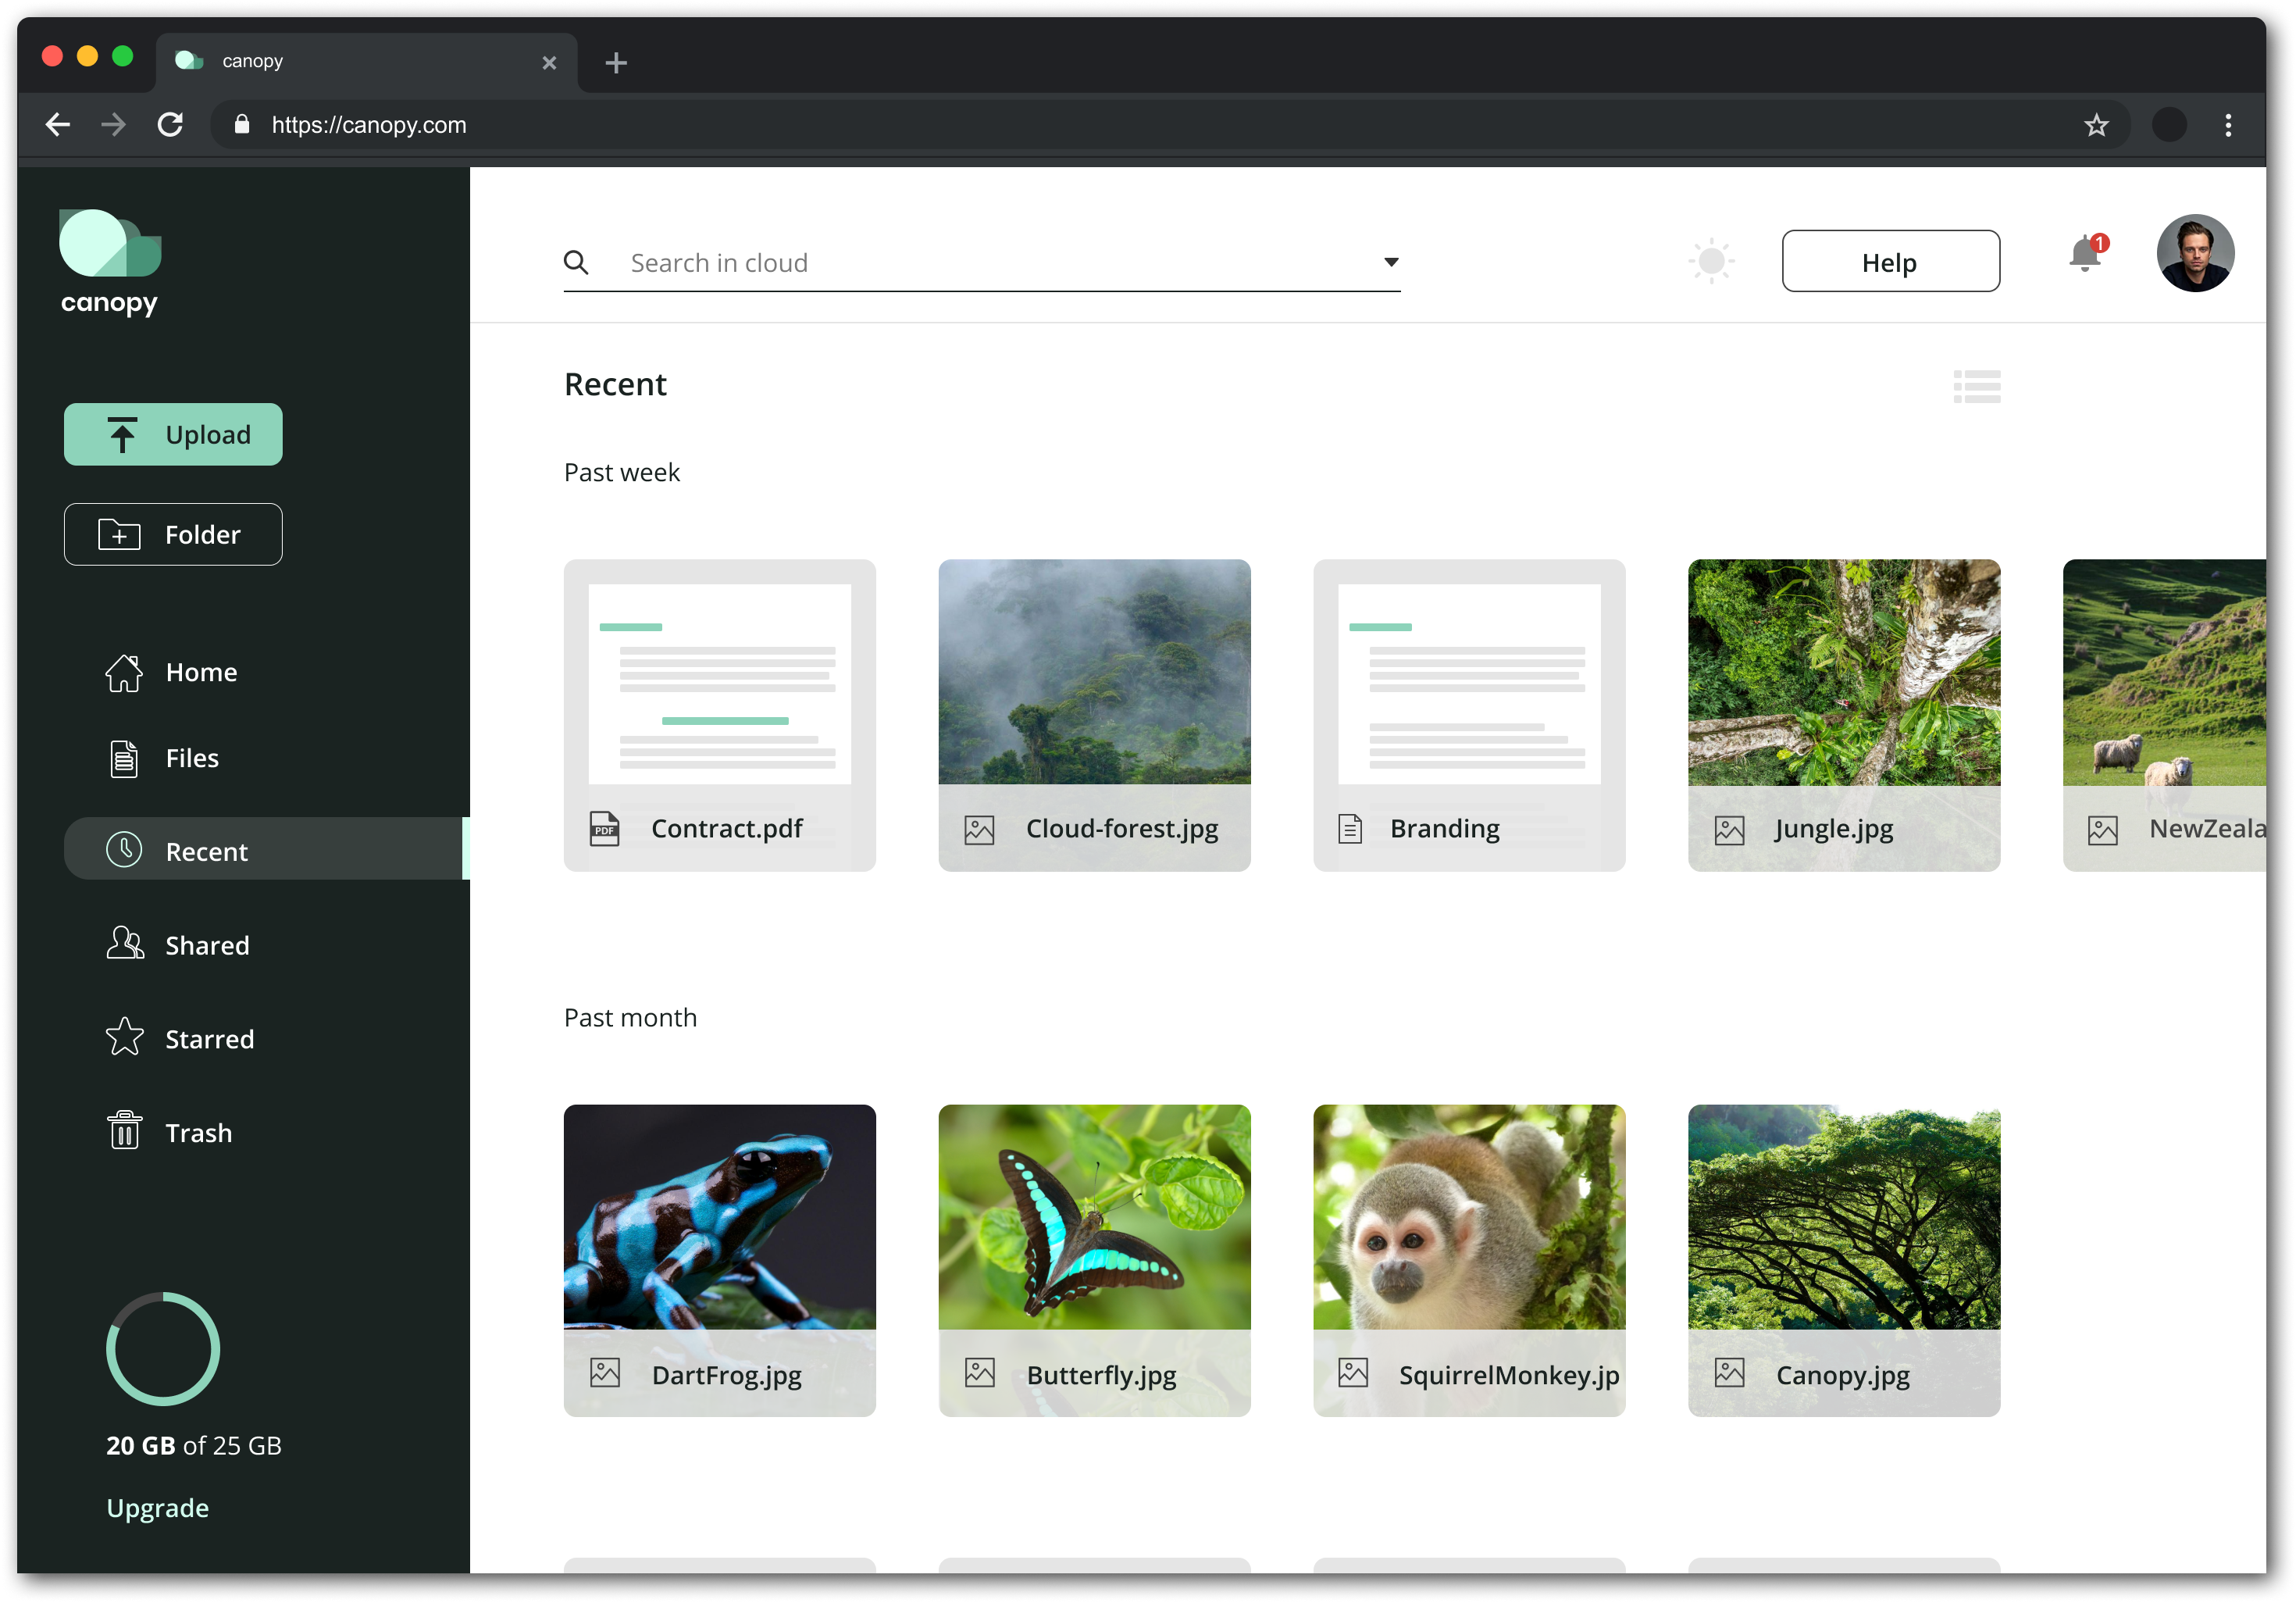 canopy
https://canopy.com
canopy
Search in cloud
Help
1
Upload
Folder
Home
Files
Recent
Shared
Starred
Trash
20 GB of 25 GB
Upgrade
Recent
Past week
PDF
Contract.pdf
Cloud-forest.jpg
Branding
Jungle.jpg
NewZeala
Past month
DartFrog.jpg
Butterfly.jpg
SquirrelMonkey.jp
Canopy.jpg